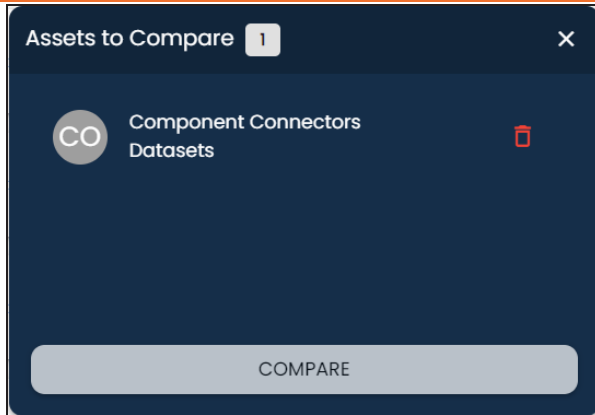 Assets to Compare 1
CO
Component Connectors
Datasets
COMPARE